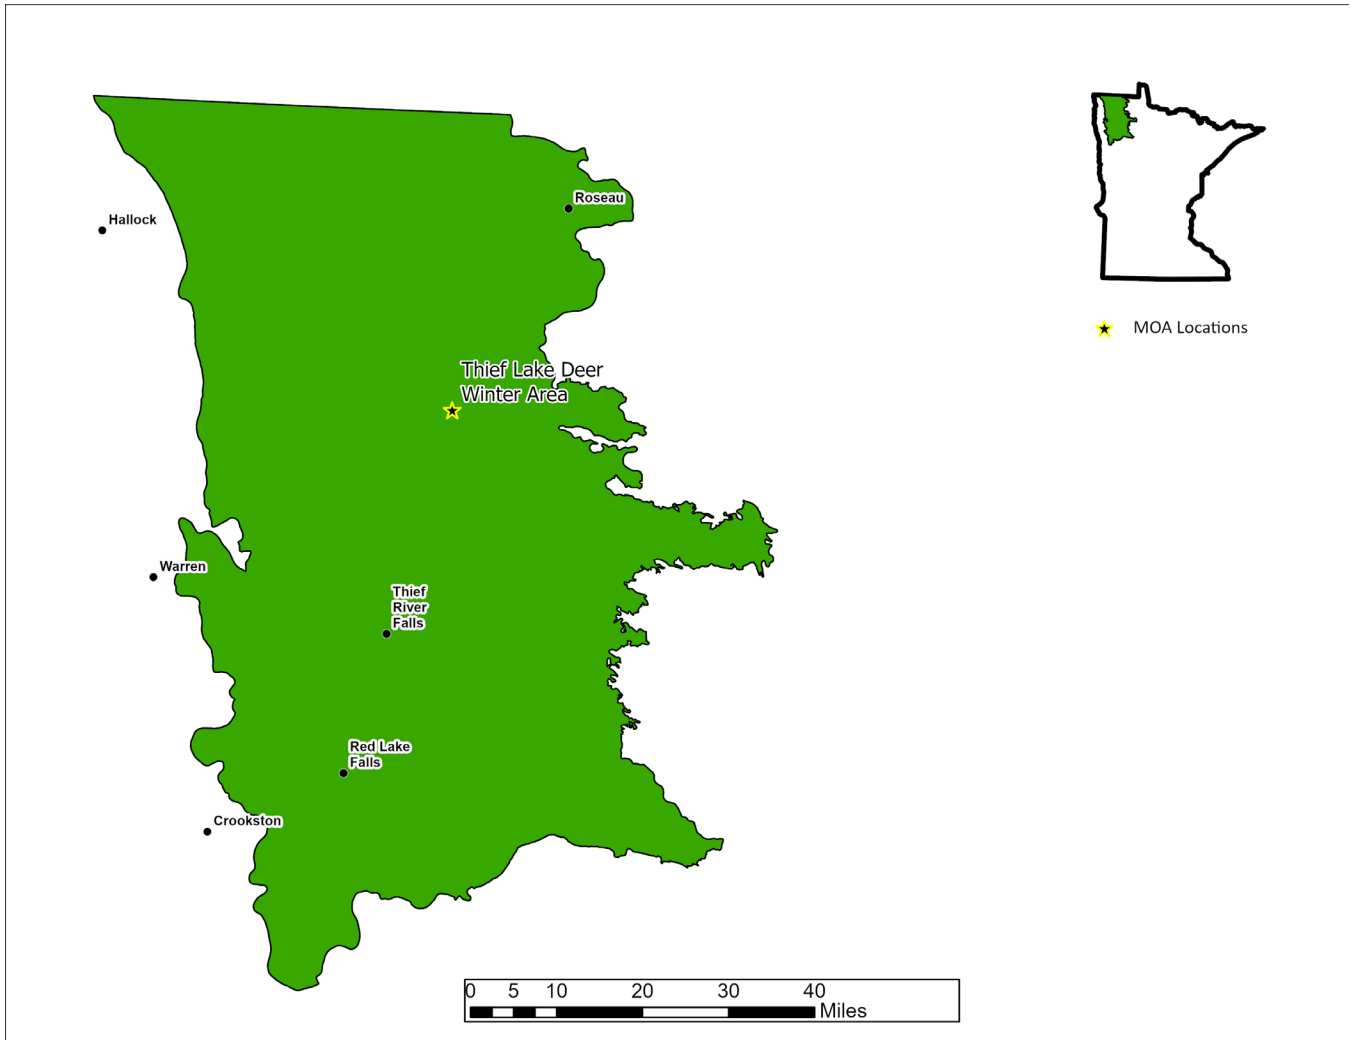 Roseau
Hallock
MOA Locations
Thief Lake Deer
Winter Area
Warren
Thief
River
Falls
Red Lake
Falls
Crookston
0 5 10 20 30 40
Miles